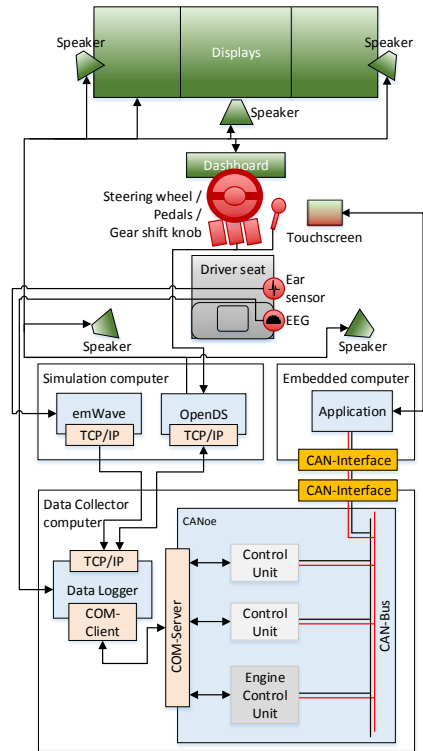 Speaker
Displays
Speaker
Speaker
Dashboard
Steering wheel /
Pedals /
Gear shift knob
Touchscreen
Driver seat
Ear
sensor
EEG
Speaker
Speaker
Simulation computer
emWave
TCP/IP
OpenDS
TCP/IP
Embedded computer
Application
CAN-Interface
CAN-Interface
Data Collector
computer
TCP/IP
Data Logger
COM-
Client
COM-Server
CANoe
Control
Unit
Control
Unit
Engine
Control
Unit
CAN-Bus